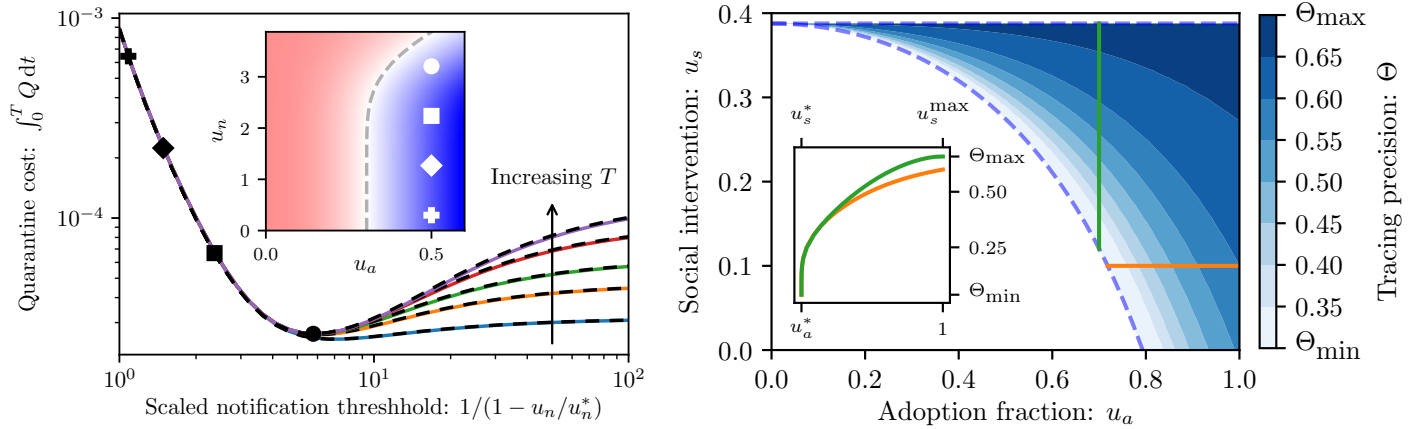 10^{-3}
10^{-4}
Quarantine cost: ∫_0^T Q dt
10^0
10^1
10^2
Scaled notification threshhold: 1/(1 − u_n/u_n^*)
Increasing T
u_n
3
2
1
0
0.0
0.5
u_a
0.4
0.3
0.2
0.1
0.0
Social intervention: u_s
0.0
0.2
0.4
0.6
0.8
1.0
Adoption fraction: u_a
u_s^*
u_s^max
Θ_max
0.50
0.25
Θ_min
u_a^*
1
Θ_max
0.65
0.60
0.55
0.50
0.45
0.40
0.35
Θ_min
Tracing precision: Θ